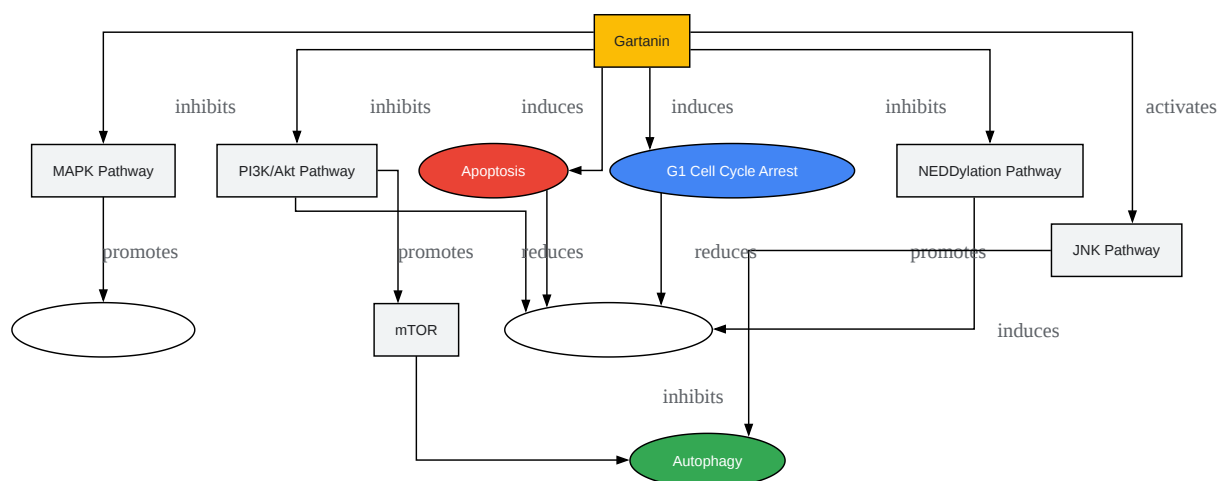 Gartanin
inhibits
inhibits
induces
induces
inhibits
activates
MAPK Pathway
PI3K/Akt Pathway
Apoptosis
G1 Cell Cycle Arrest
NEDDylation Pathway
promotes
promotes
reduces
reduces
promotes
JNK Pathway
mTOR
induces
inhibits
Autophagy